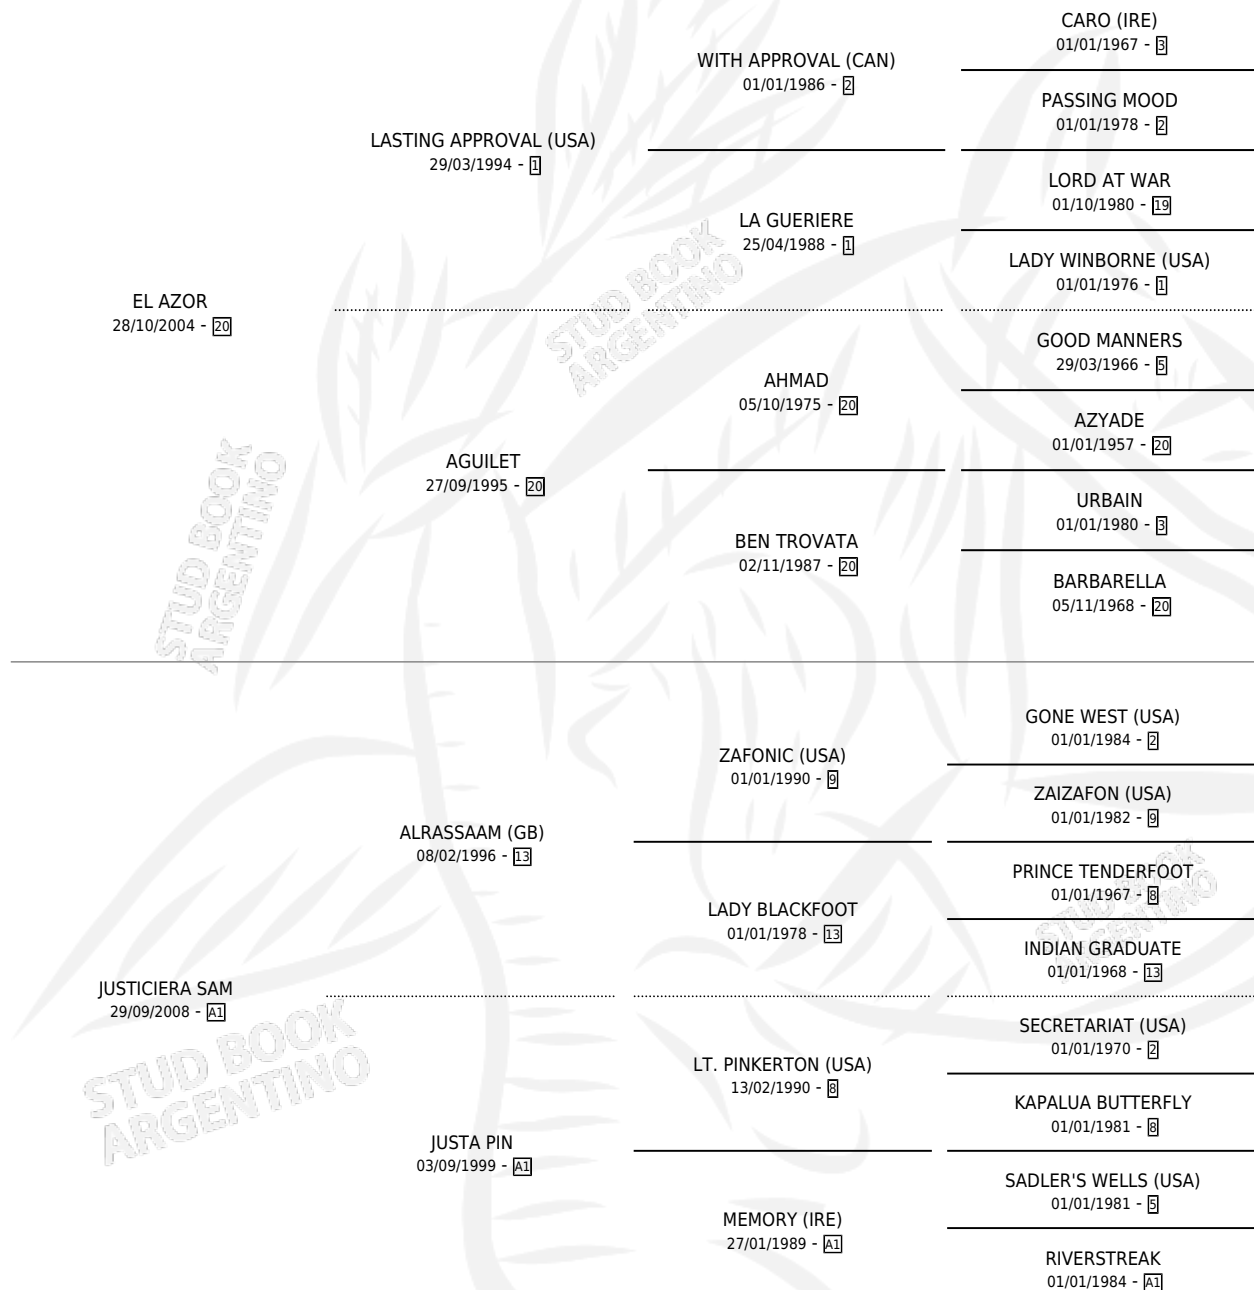 CARO (IRE)
01/01/1967 - 3
WITH APPROVAL (CAN)
01/01/1986 - 2
PASSING MOOD
01/01/1978 - 2
LASTING APPROVAL (USA)
29/03/1994 - 1
LORD AT WAR
01/10/1980 - 19
LA GUERIERE
25/04/1988 - 1
LADY WINBORNE (USA)
01/01/1976 - 1
EL AZOR
28/10/2004 - 20
GOOD MANNERS
29/03/1966 - 5
AHMAD
05/10/1975 - 20
AZYADE
01/01/1957 - 20
AGUILET
27/09/1995 - 20
URBAIN
01/01/1980 - 3
BEN TROVATA
02/11/1987 - 20
BARBARELLA
05/11/1968 - 20
GONE WEST (USA)
01/01/1984 - 2
ZAFONIC (USA)
01/01/1990 - 9
ZAIZAFON (USA)
01/01/1982 - 9
ALRASSAAM (GB)
08/02/1996 - 13
PRINCE TENDERFOOT
01/01/1967 - 8
LADY BLACKFOOT
01/01/1978 - 13
INDIAN GRADUATE
01/01/1968 - 13
JUSTICIERA SAM
29/09/2008 - A1
SECRETARIAT (USA)
01/01/1970 - 2
LT. PINKERTON (USA)
13/02/1990 - 8
KAPALUA BUTTERFLY
01/01/1981 - 8
JUSTA PIN
03/09/1999 - A1
SADLER'S WELLS (USA)
01/01/1981 - 5
MEMORY (IRE)
27/01/1989 - A1
RIVERSTREAK
01/01/1984 - A1
STUD BOOK
ARGENTINO
STUD BOOK
ARGENTINO
STUD BOOK
ARGENTINO
STUD BOOK
ARGENTINO